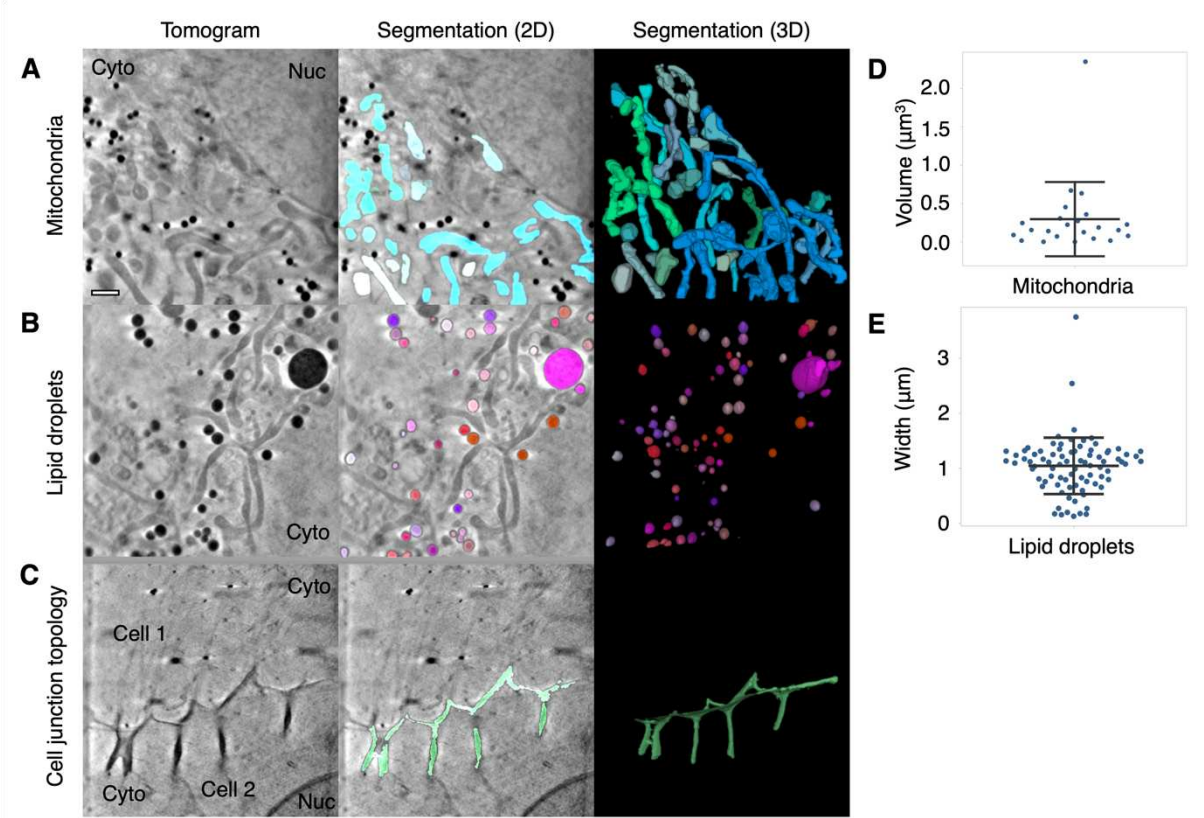 Tomogram
Segmentation (2D)
Segmentation (3D)
A
Mitochondria
Cyto
Nuc
B
Lipid droplets
Cyto
C
Cell junction topology
Cyto
Cell 1
Cyto
Cell 2
Nuc
D
Volume (μm³)
2.0
1.5
1.0
0.5
0.0
Mitochondria
E
Width (μm)
3
2
1
0
Lipid droplets